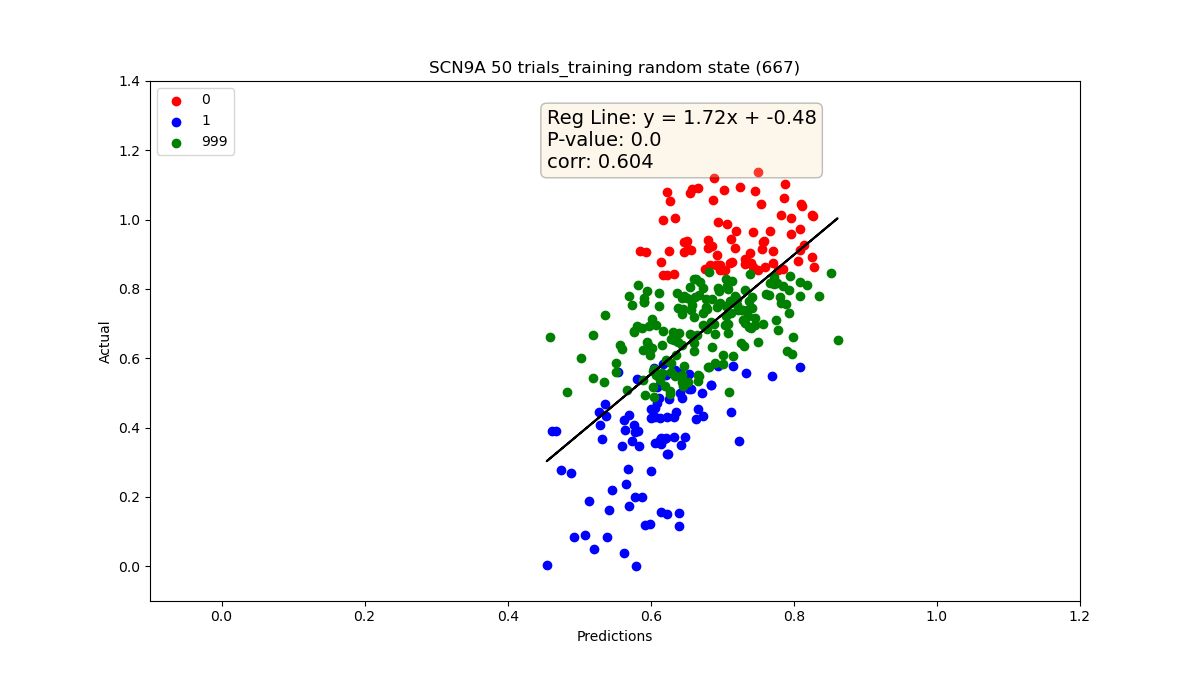 SCN9A 50 trials_training random state (667)
1.4
1.2
1.0
0.8
0.6
0.4
0.2
0.0
Actual
0
1
999
Reg Line: y = 1.72x + -0.48
P-value: 0.0
corr: 0.604
0.0 0.2 0.4 0.6 0.8 1.0 1.2
Predictions